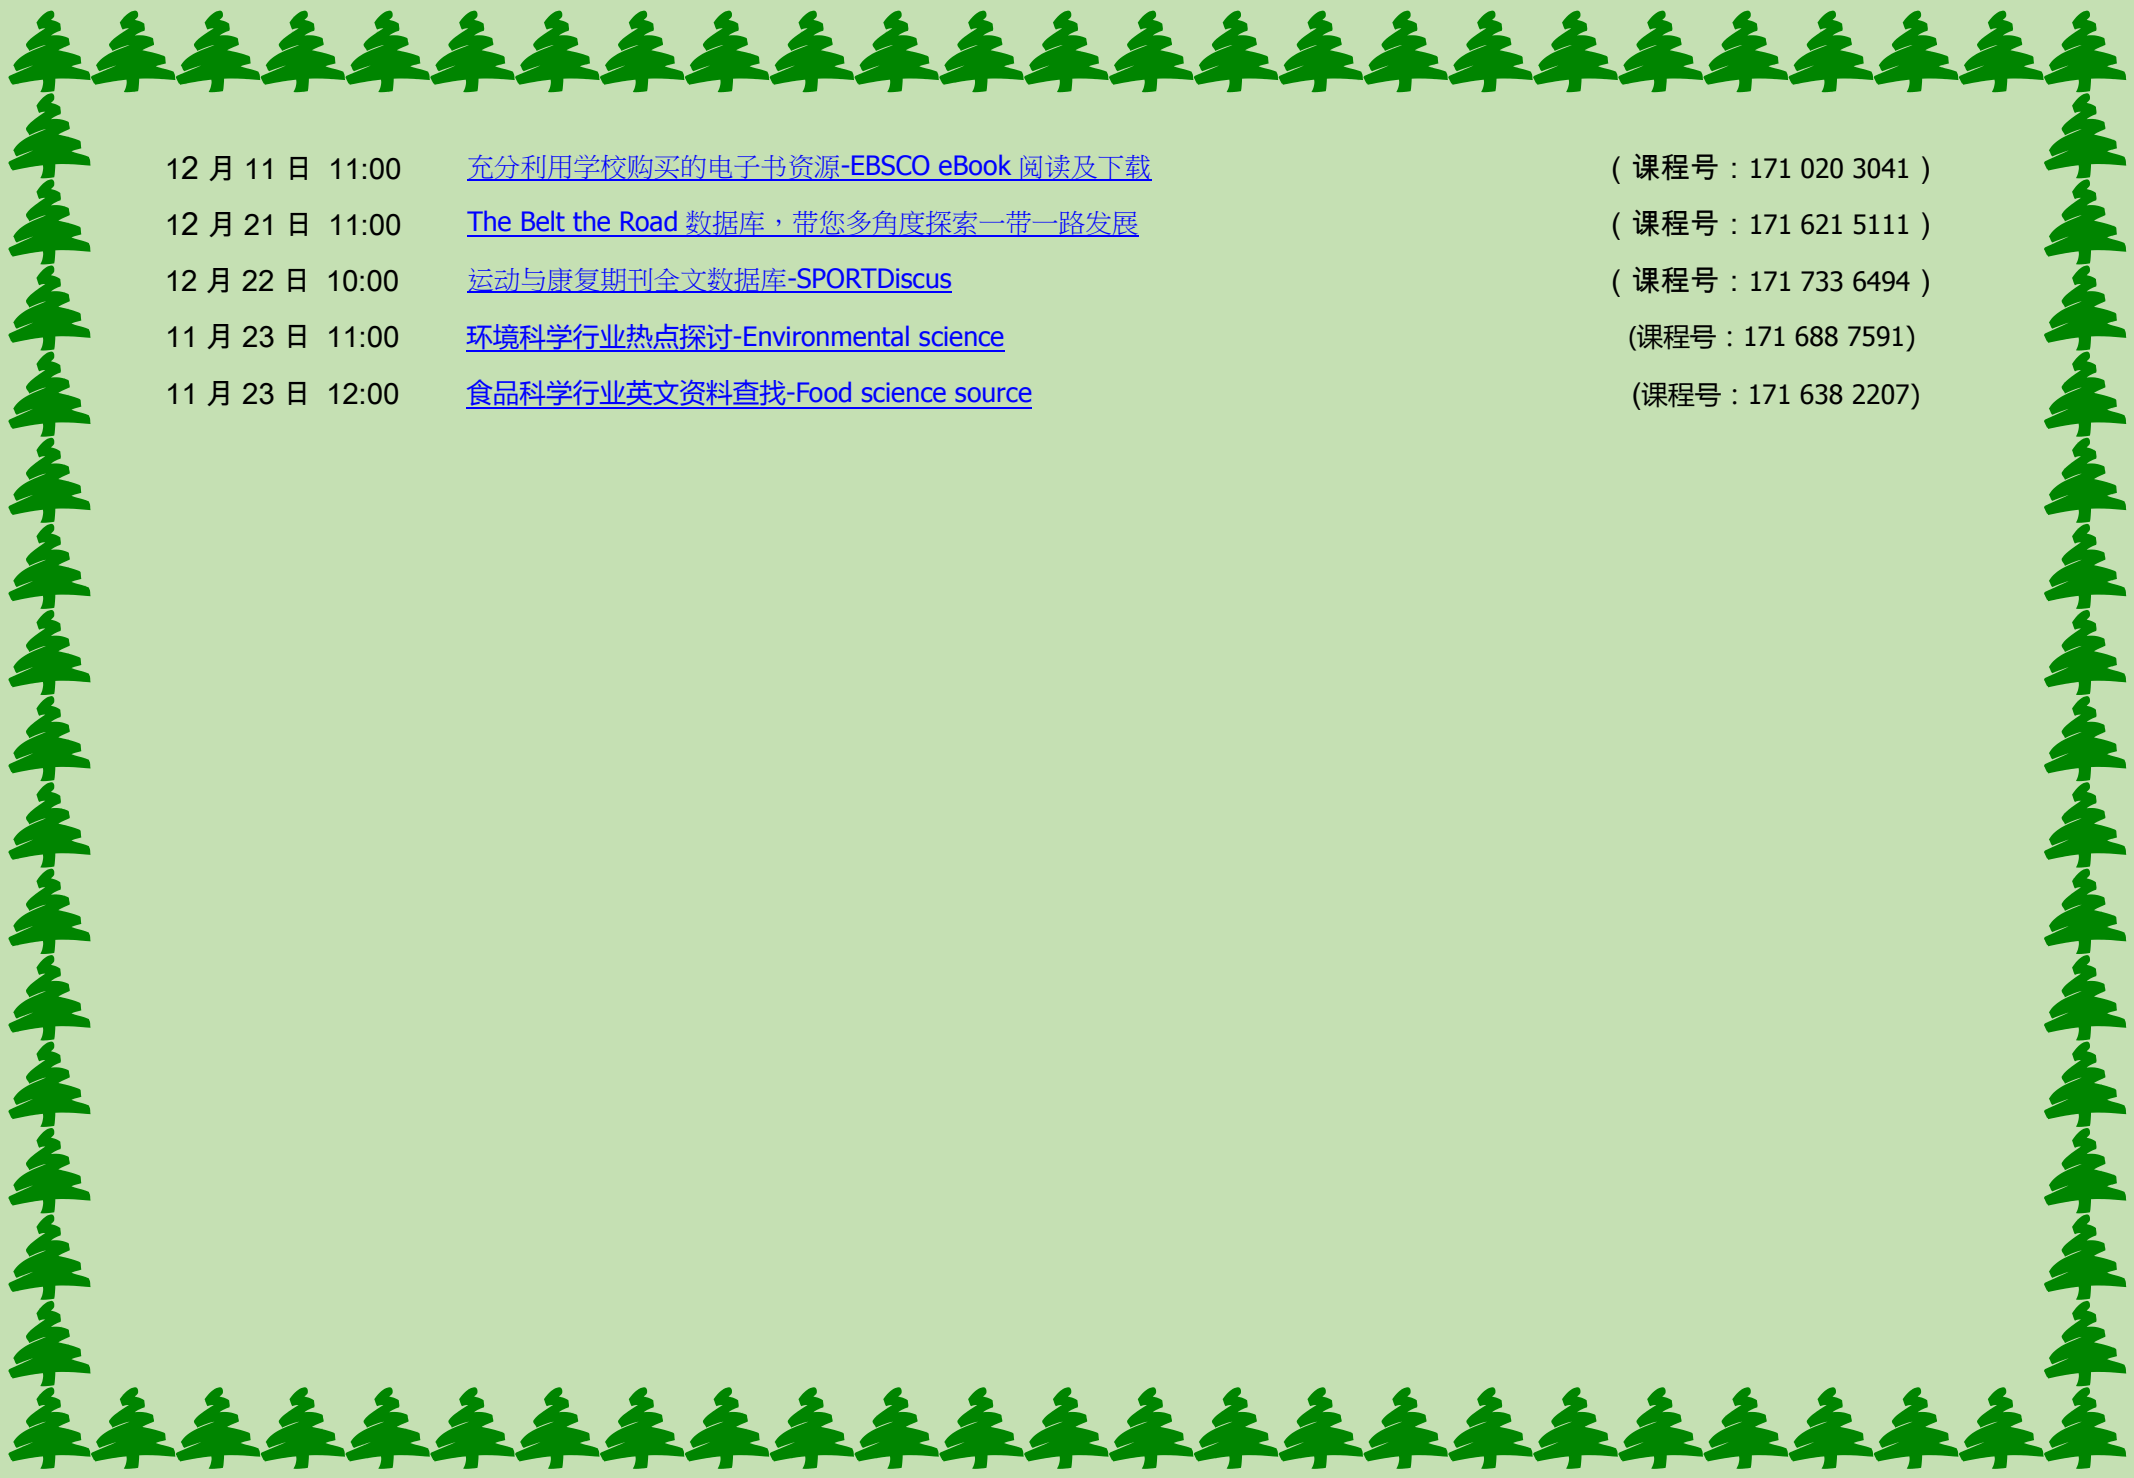 12 月 11 日 11:00 充分利用学校购买的电子书资源-EBSCO eBook 阅读及下载 ( 课程号：171 020 3041 )
12 月 21 日 11:00 The Belt the Road 数据库，带您多角度探索一带一路发展 ( 课程号：171 621 5111 )
12 月 22 日 10:00 运动与康复期刊全文数据库-SPORTDiscus ( 课程号：171 733 6494 )
11 月 23 日 11:00 环境科学行业热点探讨-Environmental science (课程号：171 688 7591)
11 月 23 日 12:00 食品科学行业英文资料查找-Food science source (课程号：171 638 2207)